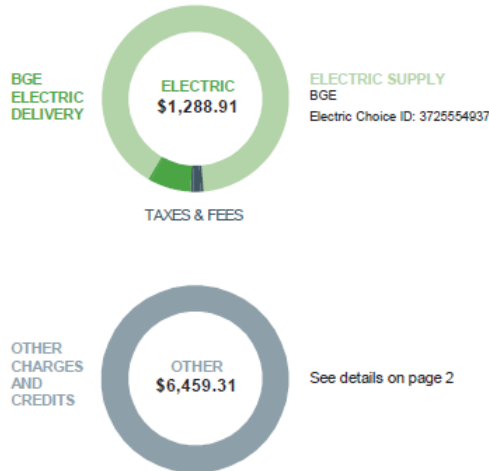 BGE
ELECTRIC
DELIVERY
ELECTRIC
$1,288.91
ELECTRIC SUPPLY
BGE
Electric Choice ID: 3725554937
TAXES & FEES
OTHER
CHARGES
AND
CREDITS
OTHER
$6,459.31
See details on page 2